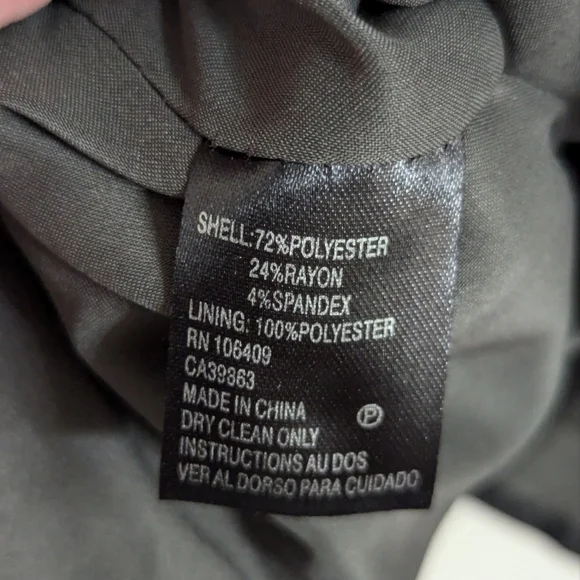 SHELL:72%POLYESTER
24%RAYON
4%SPANDEX
LINING: 100%POLYESTER
RN 106409
CA39363
MADE IN CHINA
P
DRY CLEAN ONLY
INSTRUCTIONS AU DOS
VER AL DORSO PARA CUIDADO